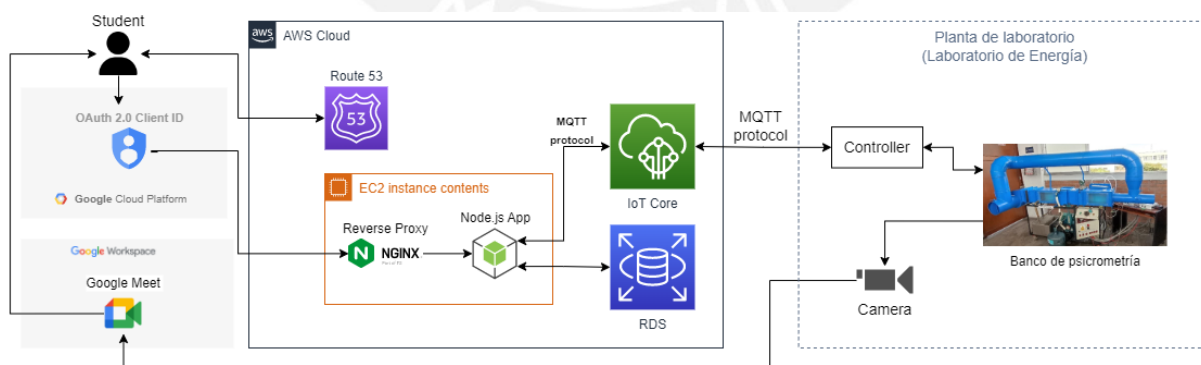 Student
aws
AWS Cloud
Planta de laboratorio
(Laboratorio de Energía)
Route 53
53
OAuth 2.0 Client ID
Google Cloud Platform
MQTT
protocol
MQTT
protocol
Controller
IoT Core
EC2 instance contents
Reverse Proxy
Node.js App
N
NGINX
Google Workspace
Google Meet
Banco de psicrometría
Camera
RDS